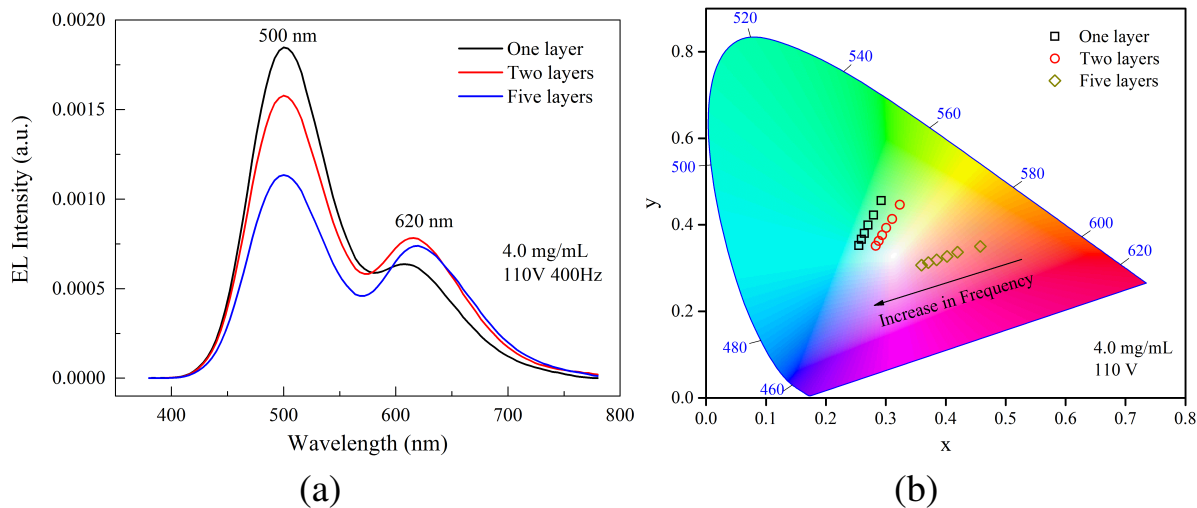 0.0020
0.0015
0.0010
0.0005
0.0000
EL Intensity (a.u.)
500 nm
One layer
Two layers
Five layers
620 nm
4.0 mg/mL
110V 400Hz
400
500
600
700
800
Wavelength (nm)
(a)
0.8
0.6
0.4
0.2
0.0
y
520
540
560
580
600
620
500
480
460
One layer
Two layers
Five layers
Increase in Frequency
4.0 mg/mL
110 V
0.0
0.1
0.2
0.3
0.4
0.5
0.6
0.7
0.8
x
(b)